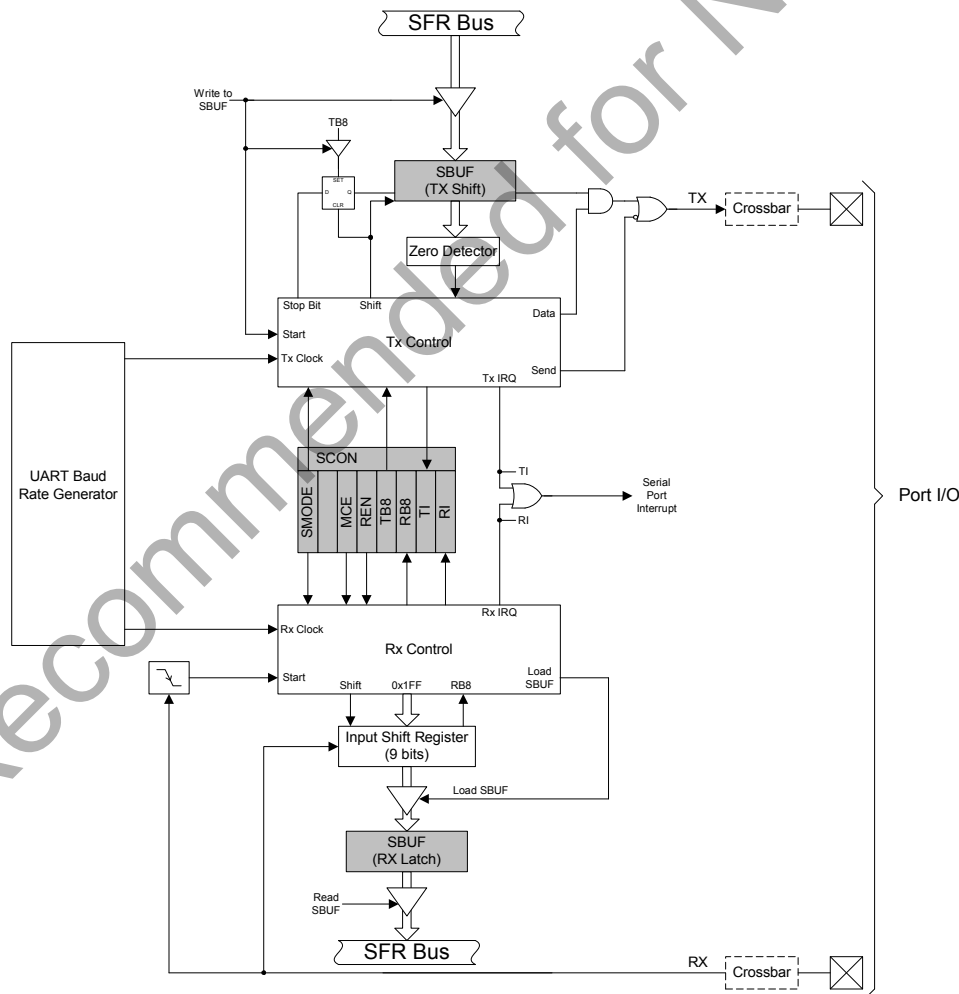 SFR Bus
Write to
SBUF
TB8
SET
D Q
CLR
SBUF
(TX Shift)
TX
Crossbar
Zero Detector
Stop Bit
Shift
Data
Start
Tx Control
Tx Clock
Send
Tx IRQ
UART Baud
Rate Generator
SCON
SMODE
MCE
REN
TB8
RB8
TI
RI
TI
RI
Serial
Port
Interrupt
Port I/O
Rx IRQ
Rx Clock
Rx Control
Start
Load
SBUF
Shift
0x1FF
RB8
Input Shift Register
(9 bits)
Load SBUF
SBUF
(RX Latch)
Read
SBUF
SFR Bus
RX
Crossbar
Recommended for N